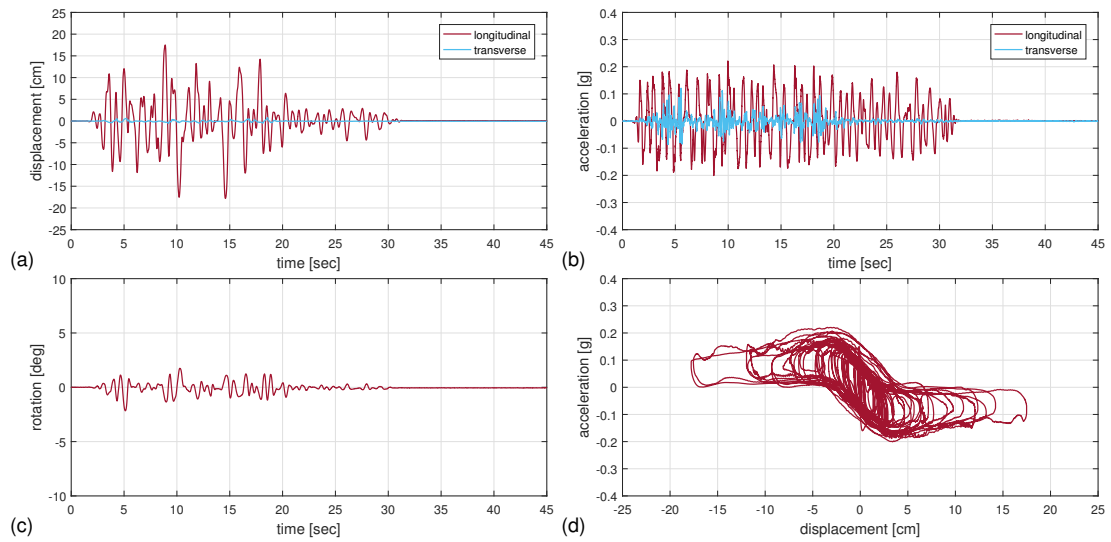 25
20
15
10
5
0
-5
-10
-15
-20
-25
displacement [cm]
longitudinal
transverse
0 5 10 15 20 25 30 35 40 45
(a) time [sec]
0.4
0.3
0.2
0.1
0
-0.1
-0.2
-0.3
-0.4
acceleration [g]
longitudinal
transverse
0 5 10 15 20 25 30 35 40 45
(b) time [sec]
10
5
0
-5
-10
rotation [deg]
0 5 10 15 20 25 30 35 40 45
(c) time [sec]
0.4
0.3
0.2
0.1
0
-0.1
-0.2
-0.3
-0.4
acceleration [g]
-25 -20 -15 -10 -5 0 5 10 15 20 25
(d) displacement [cm]